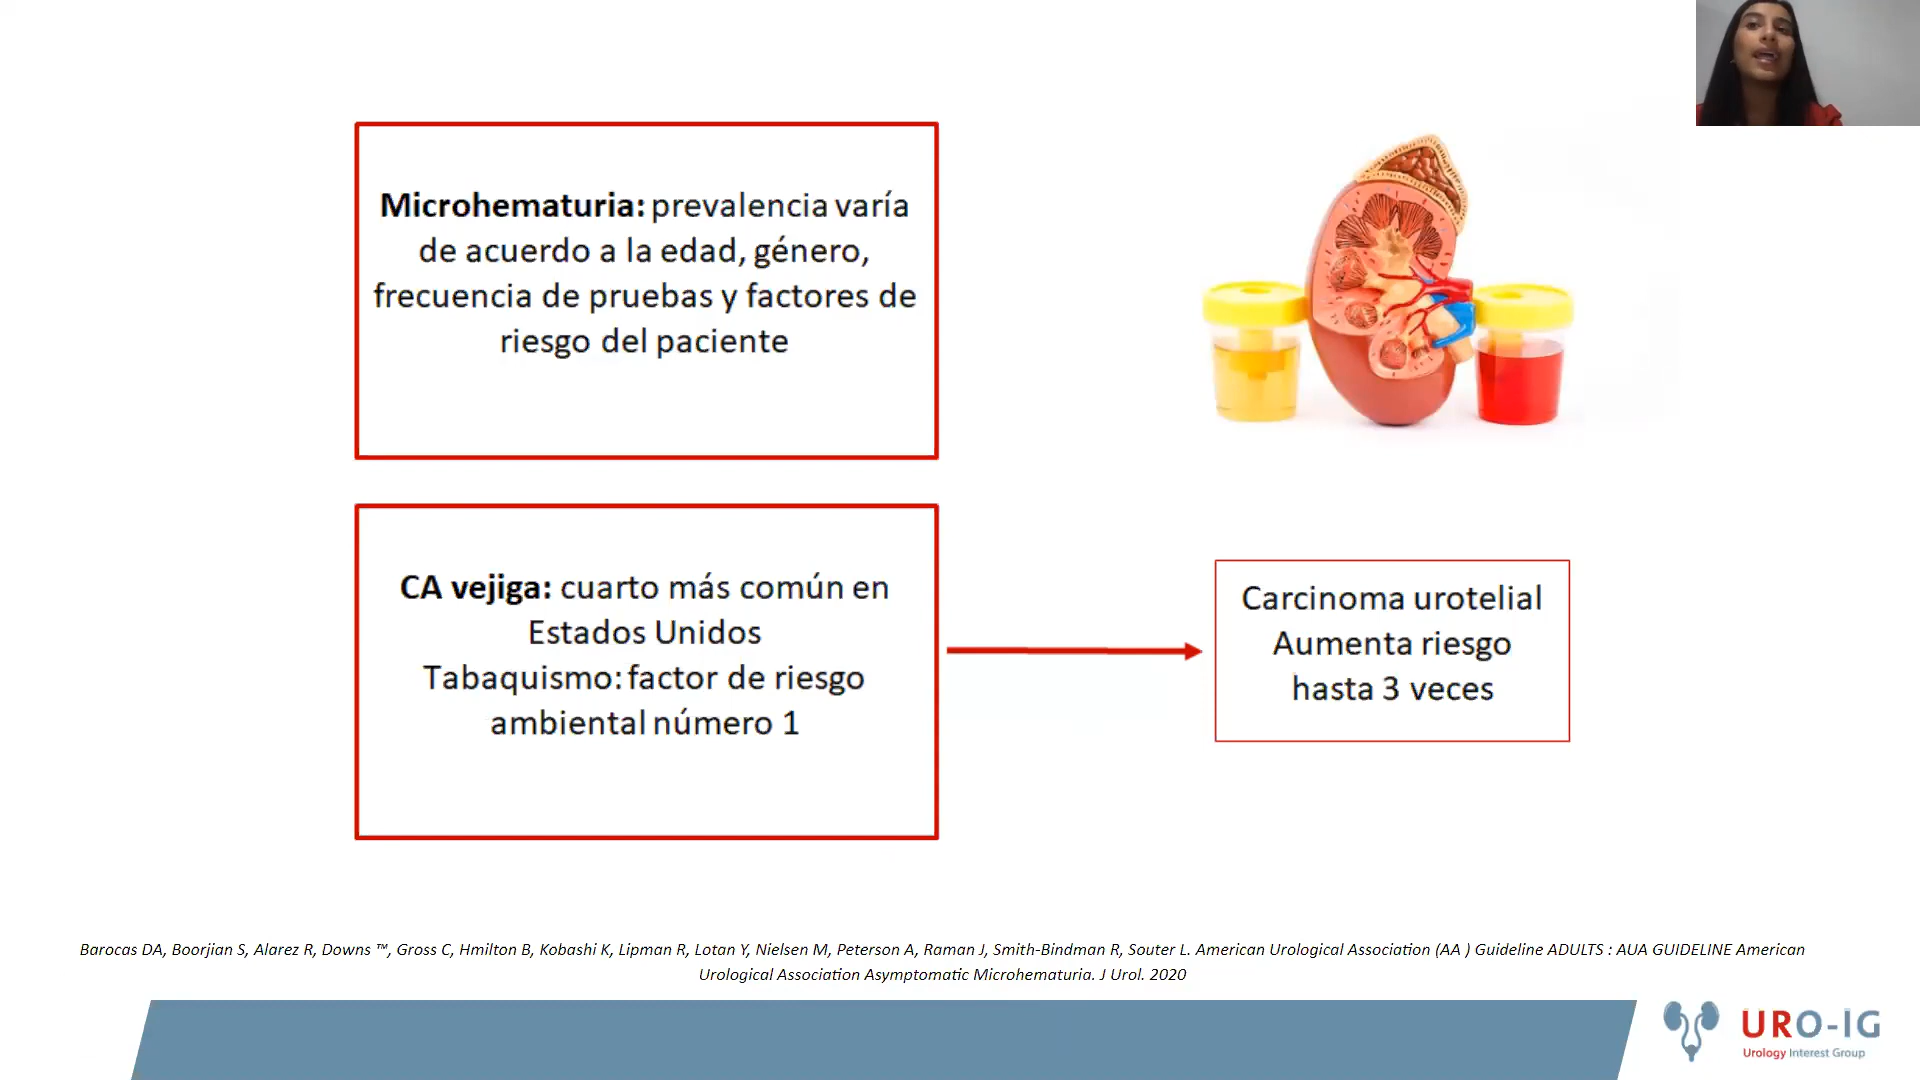 Microhematuria: prevalencia varía
de acuerdo a la edad, género,
frecuencia de pruebas y factores de
riesgo del paciente
CA vejiga: cuarto más común en
Estados Unidos
Tabaquismo: factor de riesgo
ambiental número 1
Carcinoma urotelial
Aumenta riesgo
hasta 3 veces
Barocas DA, Boorjian S, Alarez R, Downs ™, Gross C, Hmilton B, Kobashi K, Lipman R, Lotan Y, Nielsen M, Peterson A, Raman J, Smith-Bindman R, Souter L. American Urological Association (AA ) Guideline ADULTS : AUA GUIDELINE American
Urological Association Asymptomatic Microhematuria. J Urol. 2020
URO-IG
Urology Interest Group